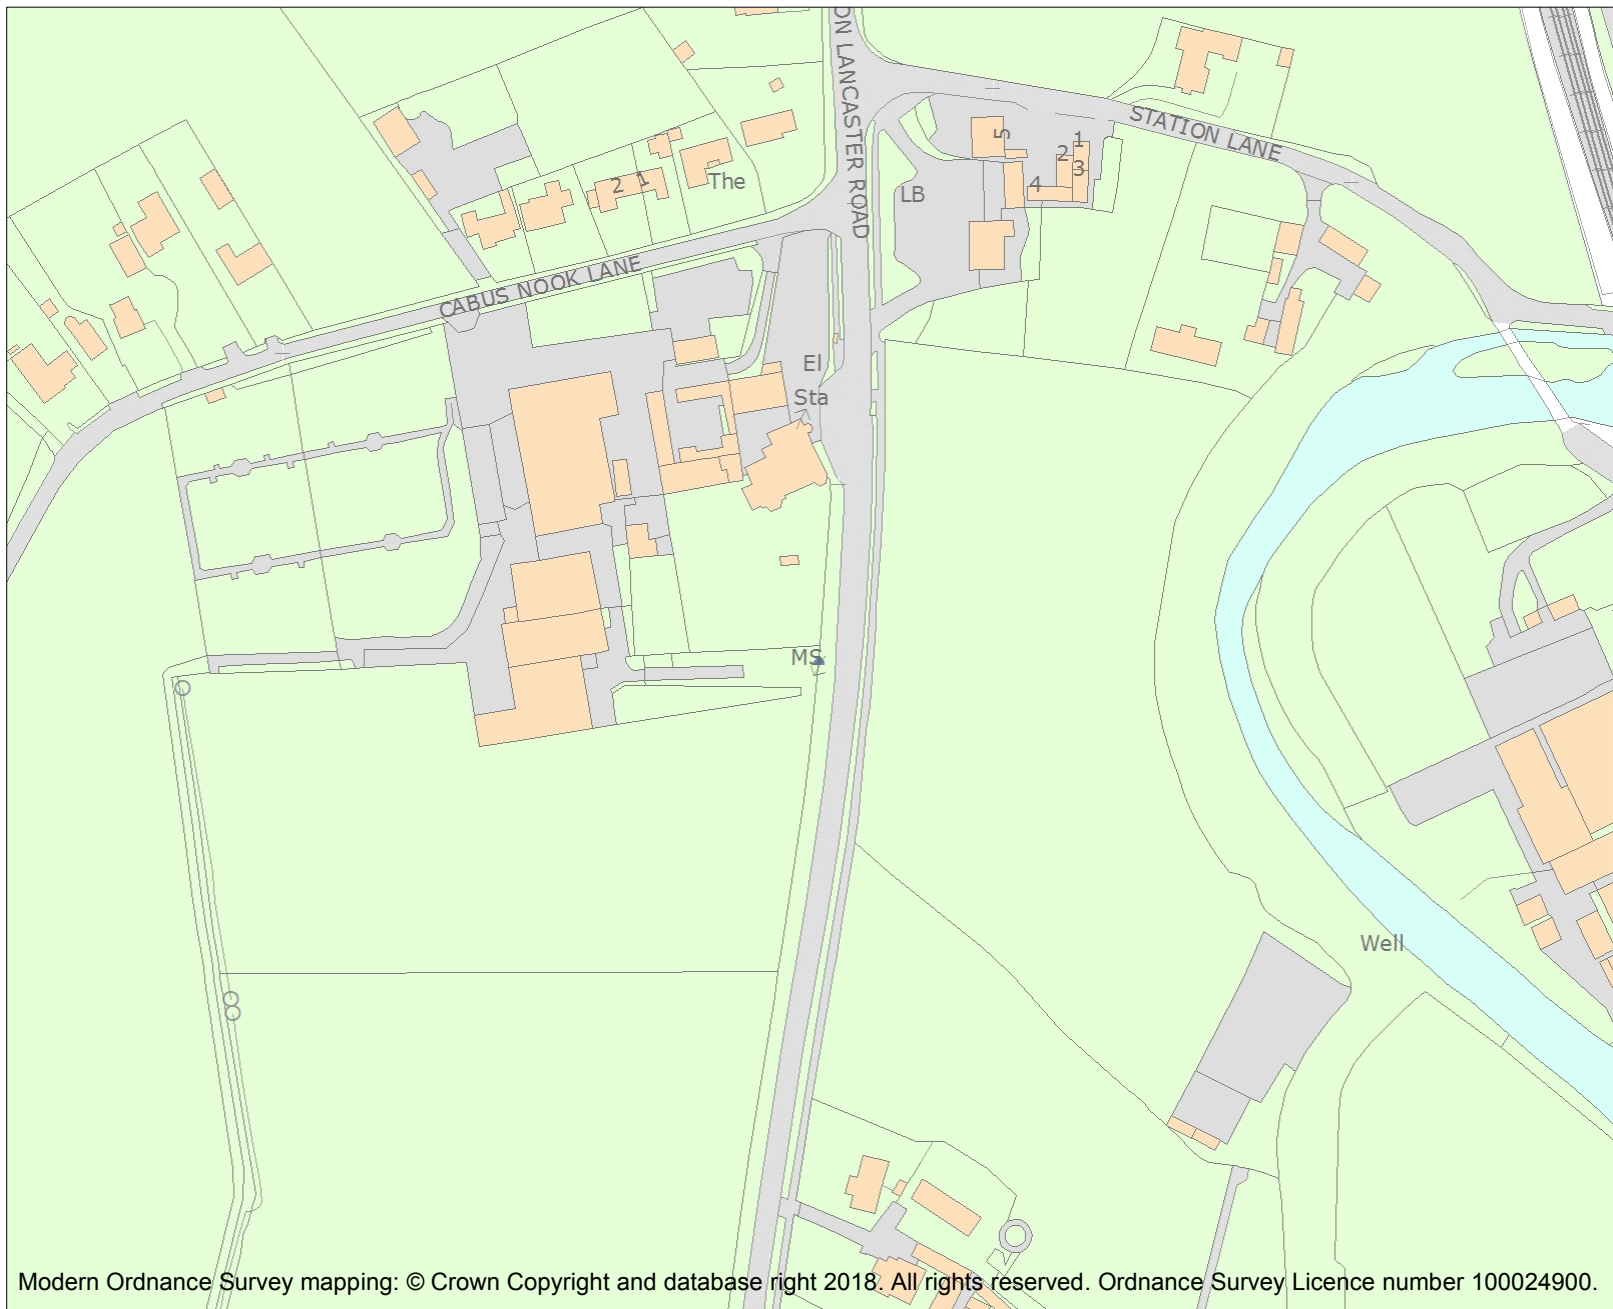 ON LANCASTER ROAD
STATION LANE
5
1
2
3
4
LB
The
2 1
CABUS NOOK LANE
El
Sta
MS
Well
Modern Ordnance Survey mapping: © Crown Copyright and database right 2018. All rights reserved. Ordnance Survey Licence number 100024900.